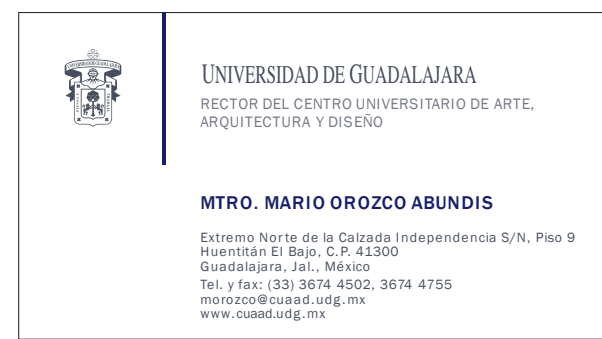 UNIVERSIDAD DE GUADALAJARA
RECTOR DEL CENTRO UNIVERSITARIO DE ARTE,
ARQUITECTURA Y DISEÑO
MTRO. MARIO OROZCO ABUNDIS
Extremo Norte de la Calzada Independencia S/N, Piso 9
Huentitán El Bajo, C.P. 41300
Guadalajara, Jal., México
Tel. y fax: (33) 3674 4502, 3674 4755
morozco@cuaad.udg.mx
www.cuaad.udg.mx